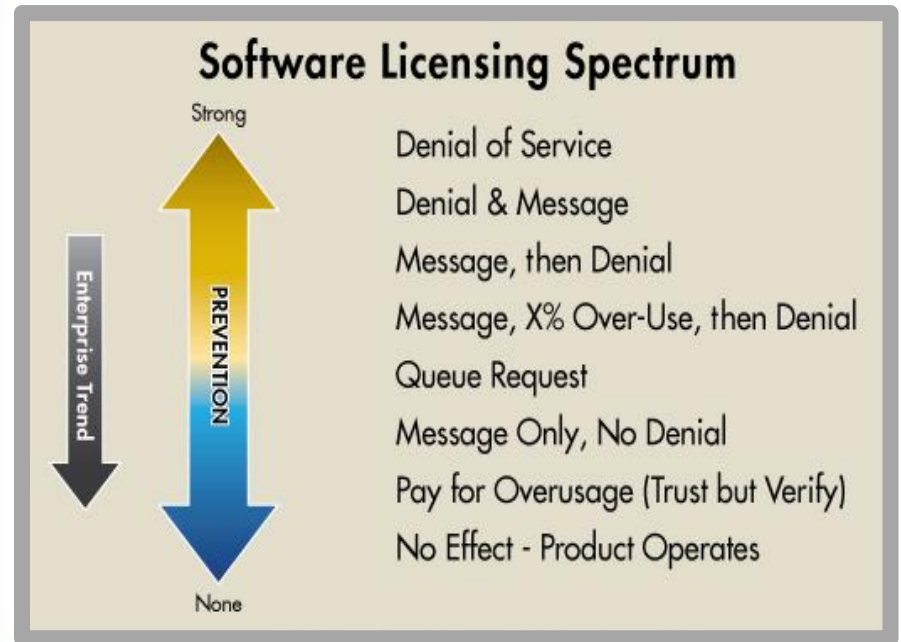 Software Licensing Spectrum
Strong
Denial of Service
Denial & Message
Message, then Denial
Message, X% Over-Use, then Denial
Queue Request
Message Only, No Denial
Pay for Overusage (Trust but Verify)
No Effect - Product Operates
Enterprise Trend
PREVENTION
None